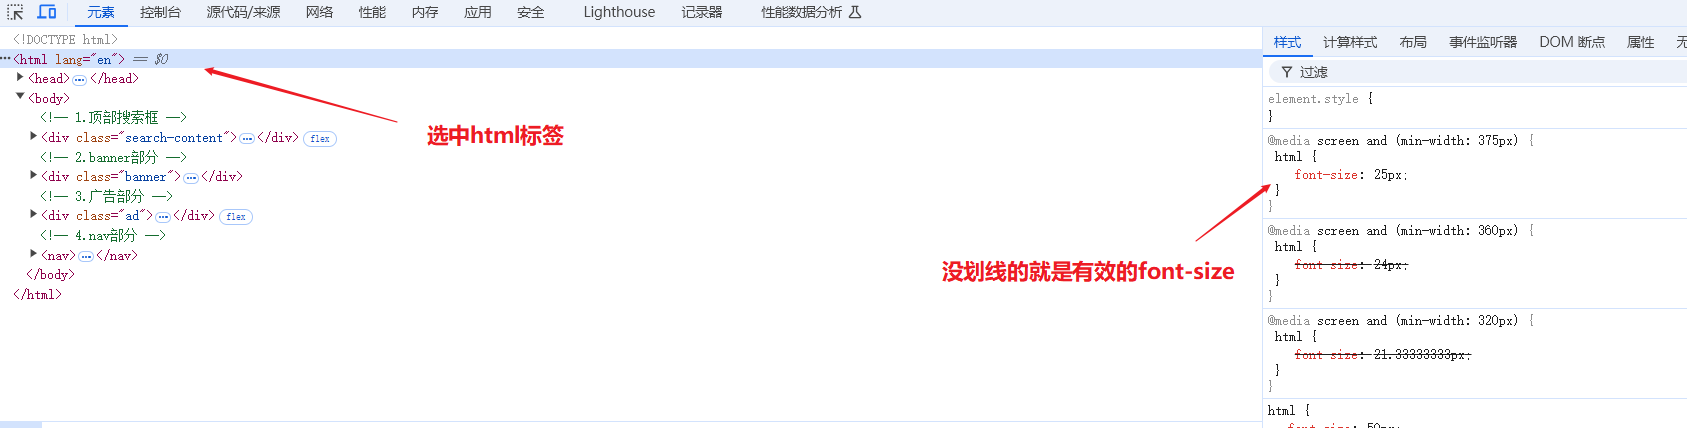 元素 控制台 源代码/来源 网络 性能 内存 应用 安全 Lighthouse 记录器 性能数据分析
<!DOCTYPE html>
<html lang="en"> == $0
<head> ••• </head>
<body>
<!-- 1.顶部搜索框 -->
<div class="search-content"> ••• </div> flex
<!-- 2.banner部分 -->
<div class="banner"> ••• </div>
<!-- 3.广告部分 -->
<div class="ad"> ••• </div> flex
<!-- 4.nav部分 -->
<nav> ••• </nav>
</body>
</html>
选中html标签
没划线的就是有效的font-size
样式 计算样式 布局 事件监听器 DOM 断点 属性 无
过滤
element.style {
}
@media screen and (min-width: 375px) {
html {
font-size: 25px;
}
}
@media screen and (min-width: 360px) {
html {
font-size: 24px;
}
}
@media screen and (min-width: 320px) {
html {
font-size: 21.33333333px;
}
}
html {
font-size: 50px;